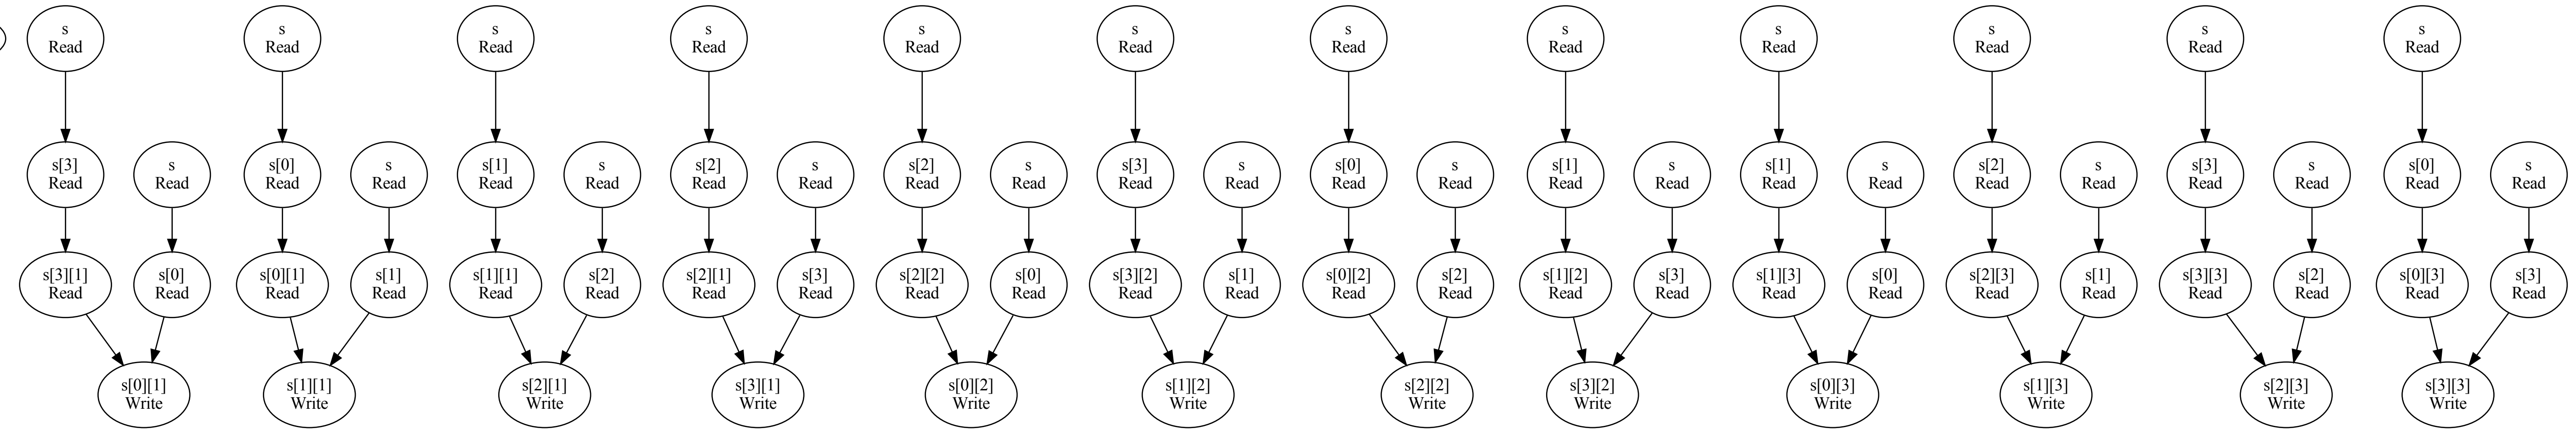 s
Read
s
Read
s
Read
s
Read
s
Read
s
Read
s
Read
s
Read
s
Read
s
Read
s
Read
s
Read
s[3]
Read
s
Read
s[0]
Read
s
Read
s[1]
Read
s
Read
s[2]
Read
s
Read
s[2]
Read
s
Read
s[3]
Read
s
Read
s[0]
Read
s
Read
s[1]
Read
s
Read
s[1]
Read
s
Read
s[2]
Read
s
Read
s[3]
Read
s
Read
s[0]
Read
s
Read
s[3][1]
Read
s[0]
Read
s[0][1]
Read
s[1]
Read
s[1][1]
Read
s[2]
Read
s[2][1]
Read
s[3]
Read
s[2][2]
Read
s[0]
Read
s[3][2]
Read
s[1]
Read
s[0][2]
Read
s[2]
Read
s[1][2]
Read
s[3]
Read
s[1][3]
Read
s[0]
Read
s[2][3]
Read
s[1]
Read
s[3][3]
Read
s[2]
Read
s[0][3]
Read
s[3]
Read
s[0][1]
Write
s[1][1]
Write
s[2][1]
Write
s[3][1]
Write
s[0][2]
Write
s[1][2]
Write
s[2][2]
Write
s[3][2]
Write
s[0][3]
Write
s[1][3]
Write
s[2][3]
Write
s[3][3]
Write